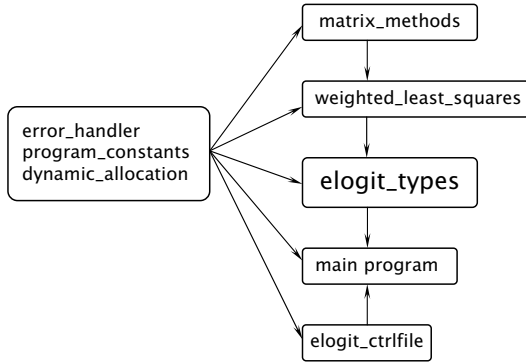 matrix_methods
weighted_least_squares
error_handler
program_constants
dynamic_allocation
elogit_types
main program
elogit_ctrlfile